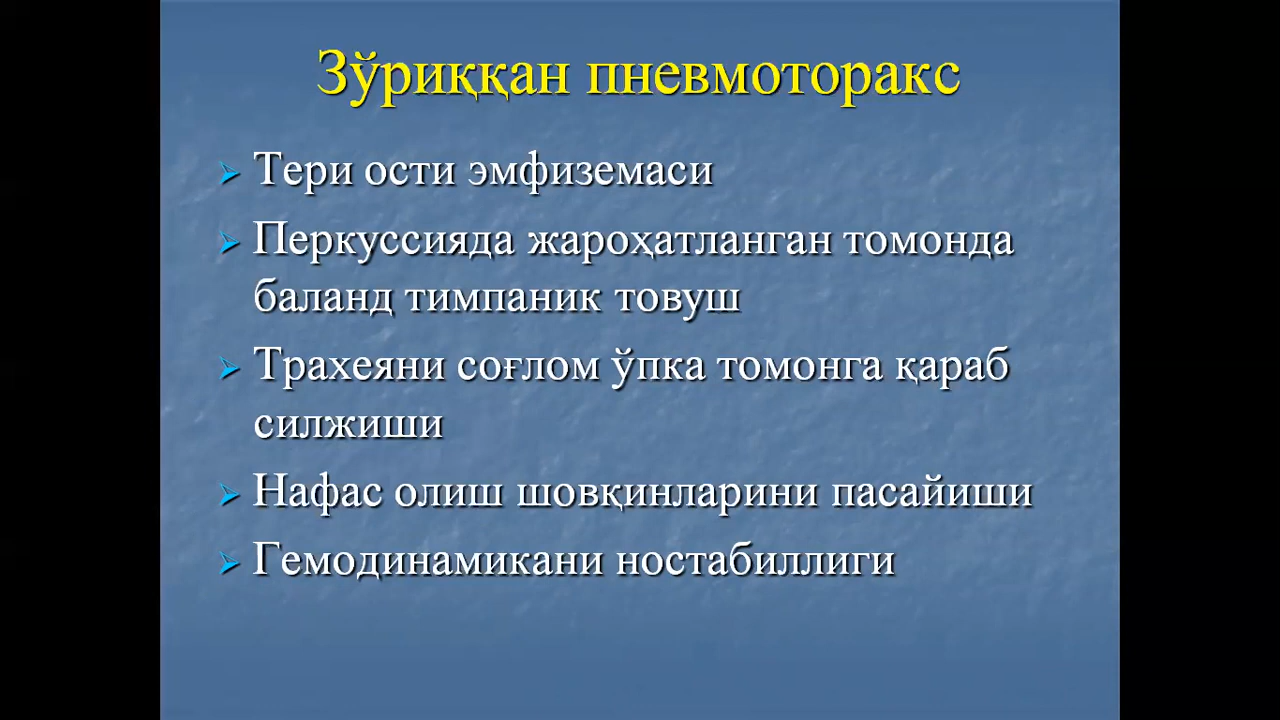 Зўриққан пневмоторакс
Тери ости эмфиземаси
Перкуссияда жароҳатланган томонда
баланд тимпаник товуш
Трахеяни соғлом ўпка томонга қараб
силжиши
Нафас олиш шовқинларини пасайиши
Гемодинамикани ностабиллиги